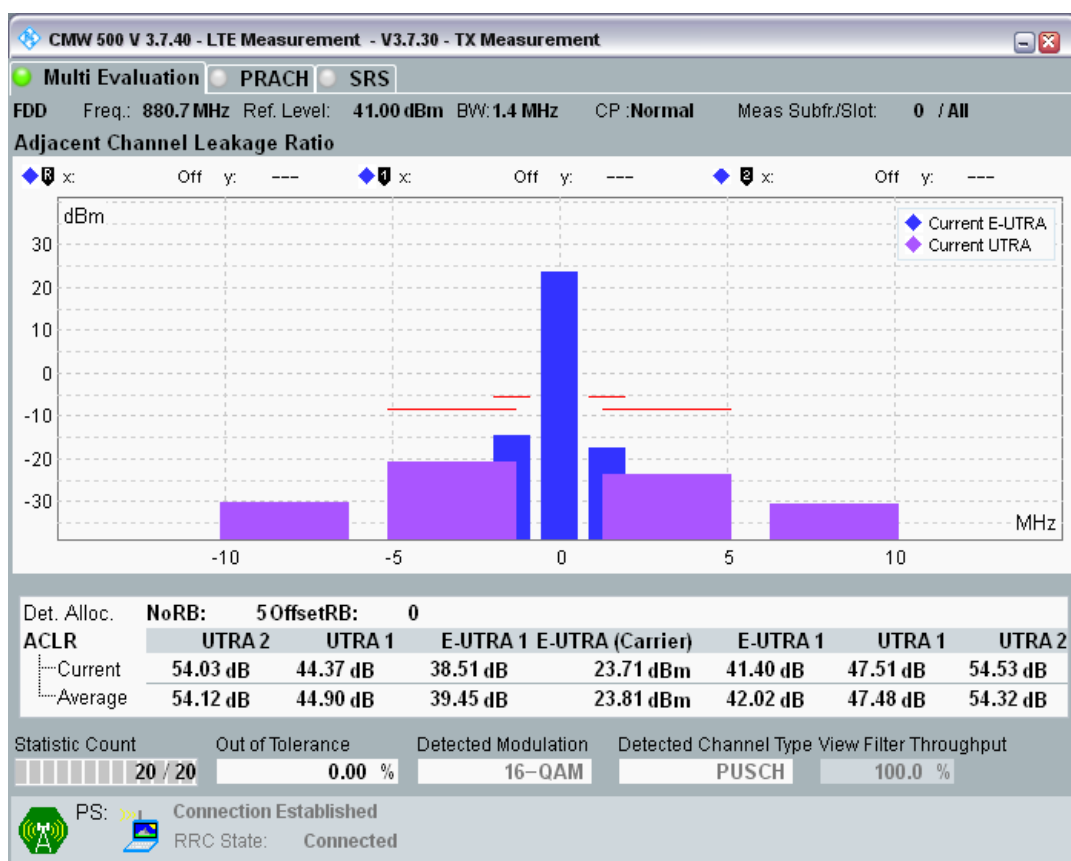 CMW 500 V 3.7.40 - LTE Measurement - V3.7.30 - TX Measurement
Multi Evaluation PRACH SRS
FDD Freq.: 880.7 MHz Ref. Level: 41.00 dBm BW: 1.4 MHz CP :Normal Meas Subfr./Slot: 0 / All
Adjacent Channel Leakage Ratio
R x: Off y: --- 1 x: Off y: --- 2 x: Off y: ---
dBm
Current E-UTRA
Current UTRA
30
20
10
0
-10
-20
-30
MHz
-10 -5 0 5 10
Det. Alloc. NoRB: 5 OffsetRB: 0
ACLR UTRA 2 UTRA 1 E-UTRA 1 E-UTRA (Carrier) E-UTRA 1 UTRA 1 UTRA 2
Current 54.03 dB 44.37 dB 38.51 dB 23.71 dBm 41.40 dB 47.51 dB 54.53 dB
Average 54.12 dB 44.90 dB 39.45 dB 23.81 dBm 42.02 dB 47.48 dB 54.32 dB
Statistic Count Out of Tolerance Detected Modulation Detected Channel Type View Filter Throughput
20 / 20 0.00 % 16-QAM PUSCH 100.0 %
PS: Connection Established
RRC State: Connected